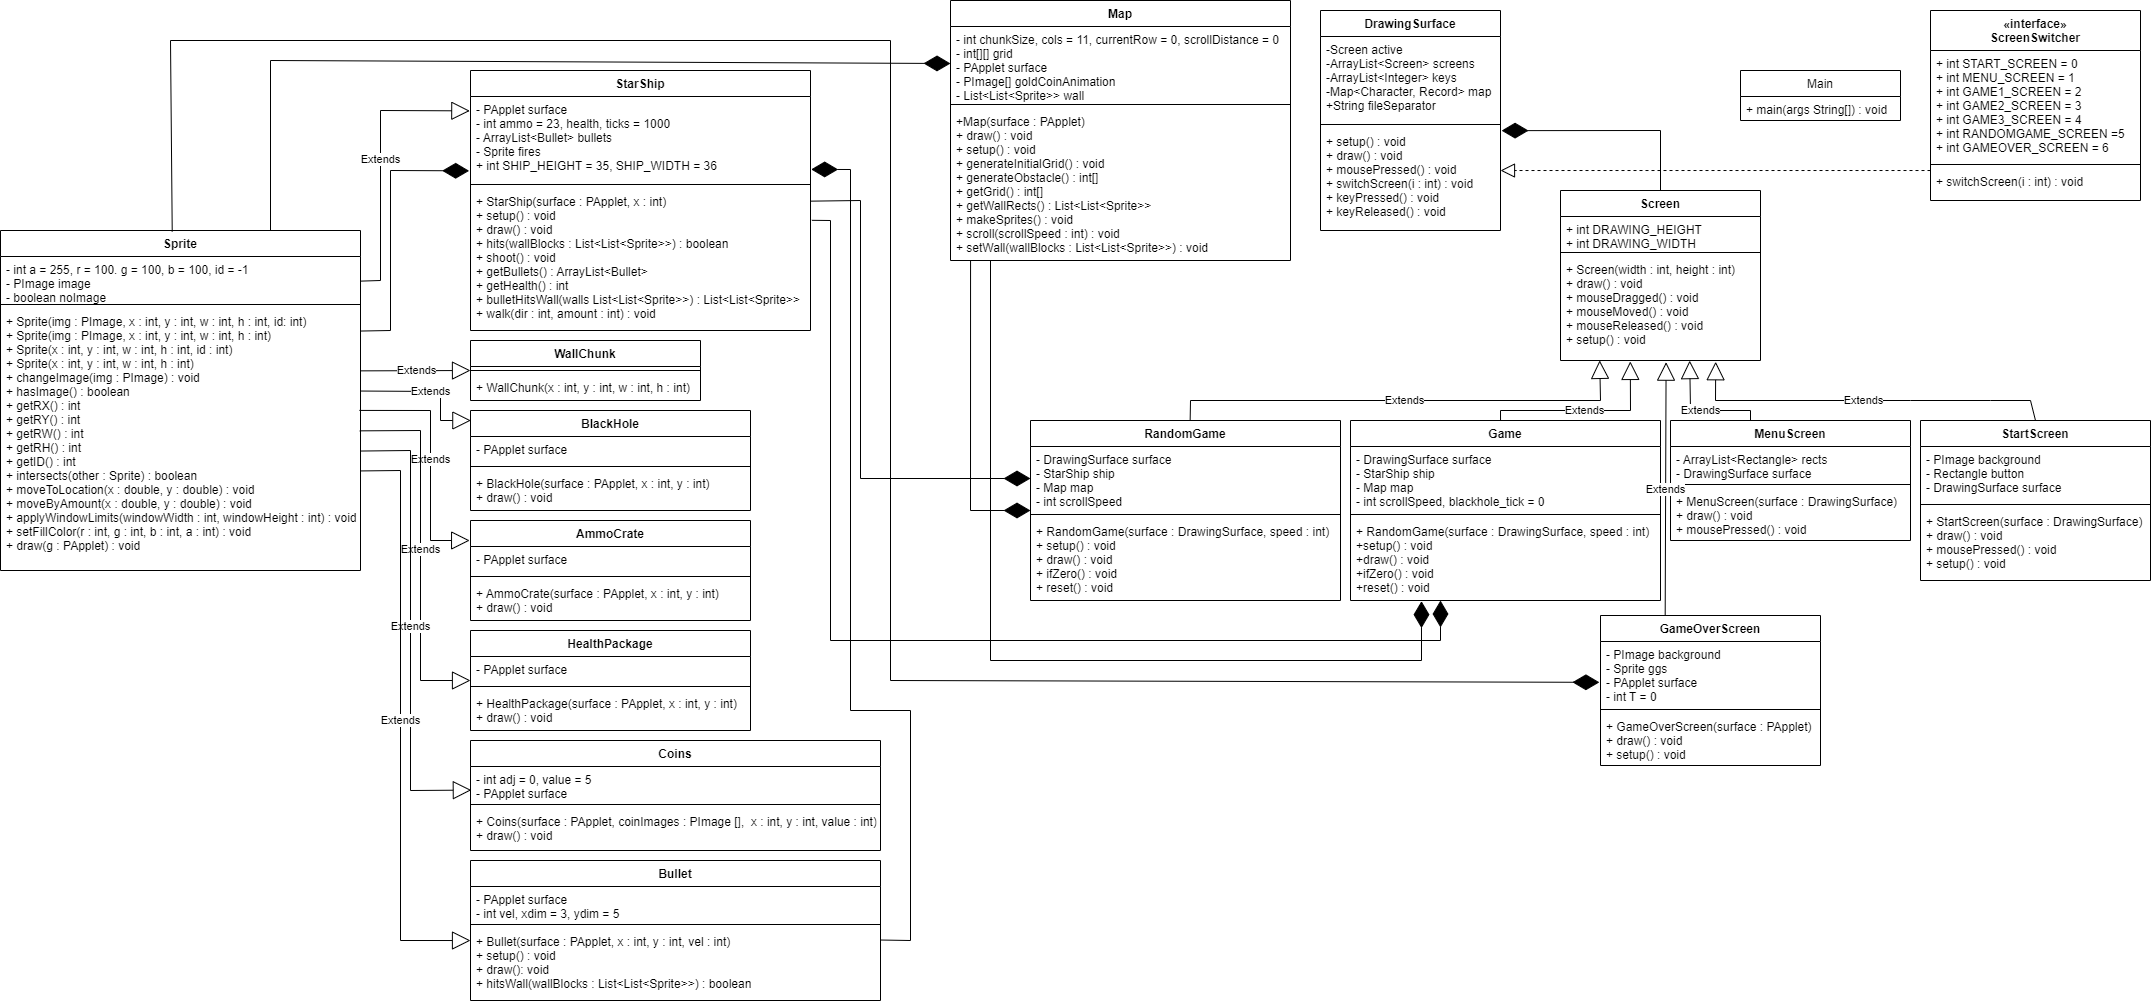 Map
- int chunkSize, cols = 11, currentRow = 0, scrollDistance = 0
- int[][] grid
- PApplet surface
- PImage[] goldCoinAnimation
- List<List<Sprite>> wall
+Map(surface : PApplet)
+ draw() : void
+ setup() : void
+ generateInitialGrid() : void
+ generateObstacle() : int[]
+ getGrid() : int[]
+ getWallRects() : List<List<Sprite>>
+ makeSprites() : void
+ scroll(scrollSpeed : int) : void
+ setWall(wallBlocks : List<List<Sprite>>) : void
DrawingSurface
-Screen active
-ArrayList<Screen> screens
-ArrayList<Integer> keys
-Map<Character, Record> map
+String fileSeparator
+ setup() : void
+ draw() : void
+ mousePressed() : void
+ switchScreen(i : int) : void
+ keyPressed() : void
+ keyReleased() : void
Main
+ main(args String[]) : void
«interface»
ScreenSwitcher
+ int START_SCREEN = 0
+ int MENU_SCREEN = 1
+ int GAME1_SCREEN = 2
+ int GAME2_SCREEN = 3
+ int GAME3_SCREEN = 4
+ int RANDOMGAME_SCREEN =5
+ int GAMEOVER_SCREEN = 6
+ switchScreen(i : int) : void
StarShip
- PApplet surface
- int ammo = 23, health, ticks = 1000
- ArrayList<Bullet> bullets
- Sprite fires
+ int SHIP_HEIGHT = 35, SHIP_WIDTH = 36
+ StarShip(surface : PApplet, x : int)
+ setup() : void
+ draw() : void
+ hits(wallBlocks : List<List<Sprite>>) : boolean
+ shoot() : void
+ getBullets() : ArrayList<Bullet>
+ getHealth() : int
+ bulletHitsWall(walls List<List<Sprite>>) : List<List<Sprite>>
+ walk(dir : int, amount : int) : void
Extends
Sprite
- int a = 255, r = 100. g = 100, b = 100, id = -1
- PImage image
- boolean noImage
+ Sprite(img : PImage, x : int, y : int, w : int, h : int, id: int)
+ Sprite(img : PImage, x : int, y : int, w : int, h : int)
+ Sprite(x : int, y : int, w : int, h : int, id : int)
+ Sprite(x : int, y : int, w : int, h : int)
+ changeImage(img : PImage) : void
+ hasImage() : boolean
+ getRX() : int
+ getRY() : int
+ getRW() : int
+ getRH() : int
+ getID() : int
+ intersects(other : Sprite) : boolean
+ moveToLocation(x : double, y : double) : void
+ moveByAmount(x : double, y : double) : void
+ applyWindowLimits(windowWidth : int, windowHeight : int) : void
+ setFillColor(r : int, g : int, b : int, a : int) : void
+ draw(g : PApplet) : void
Screen
+ int DRAWING_HEIGHT
+ int DRAWING_WIDTH
+ Screen(width : int, height : int)
+ draw() : void
+ mouseDragged() : void
+ mouseMoved() : void
+ mouseReleased() : void
+ setup() : void
WallChunk
+ WallChunk(x : int, y : int, w : int, h : int)
Extends
Extends
Extends
Extends
Extends
Extends
BlackHole
- PApplet surface
+ BlackHole(surface : PApplet, x : int, y : int)
+ draw() : void
AmmoCrate
- PApplet surface
+ AmmoCrate(surface : PApplet, x : int, y : int)
+ draw() : void
HealthPackage
- PApplet surface
+ HealthPackage(surface : PApplet, x : int, y : int)
+ draw() : void
Coins
- int adj = 0, value = 5
- PApplet surface
+ Coins(surface : PApplet, coinImages : PImage [],  x : int, y : int, value : int)
+ draw() : void
Bullet
- PApplet surface
- int vel, xdim = 3, ydim = 5
+ Bullet(surface : PApplet, x : int, y : int, vel : int)
+ setup() : void
+ draw(): void
+ hitsWall(wallBlocks : List<List<Sprite>>) : boolean
Extends
Extends
Extends
Extends
Extends
RandomGame
- DrawingSurface surface
- StarShip ship
- Map map
- int scrollSpeed
+ RandomGame(surface : DrawingSurface, speed : int)
+ setup() : void
+ draw() : void
+ ifZero() : void
+ reset() : void
Game
- DrawingSurface surface
- StarShip ship
- Map map
- int scrollSpeed, blackhole_tick = 0
+ RandomGame(surface : DrawingSurface, speed : int)
+setup() : void
+draw() : void
+ifZero() : void
+reset() : void
MenuScreen
- ArrayList<Rectangle> rects
- DrawingSurface surface
+ MenuScreen(surface : DrawingSurface)
+ draw() : void
+ mousePressed() : void
StartScreen
- PImage background
- Rectangle button
- DrawingSurface surface
+ StartScreen(surface : DrawingSurface)
+ draw() : void
+ mousePressed() : void
+ setup() : void
GameOverScreen
- PImage background
- Sprite ggs
- PApplet surface
- int T = 0
+ GameOverScreen(surface : PApplet)
+ draw() : void
+ setup() : void